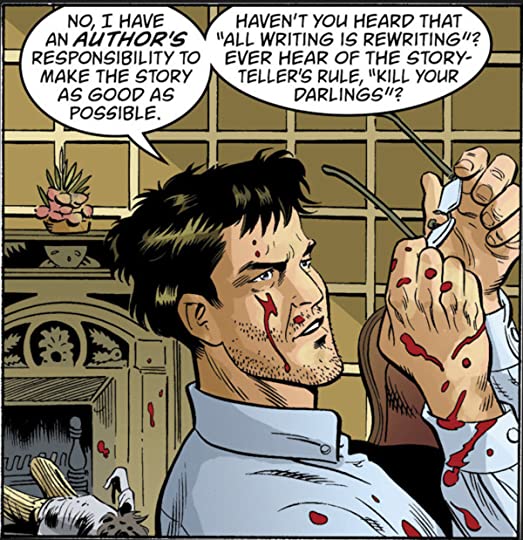 NO, I HAVE
AN AUTHOR'S
RESPONSIBILITY TO
MAKE THE STORY
AS GOOD AS
POSSIBLE.
HAVEN'T YOU HEARD THAT
"ALL WRITING IS REWRITING"?
EVER HEAR OF THE STORY-
TELLER'S RULE, "KILL YOUR
DARLINGS"?